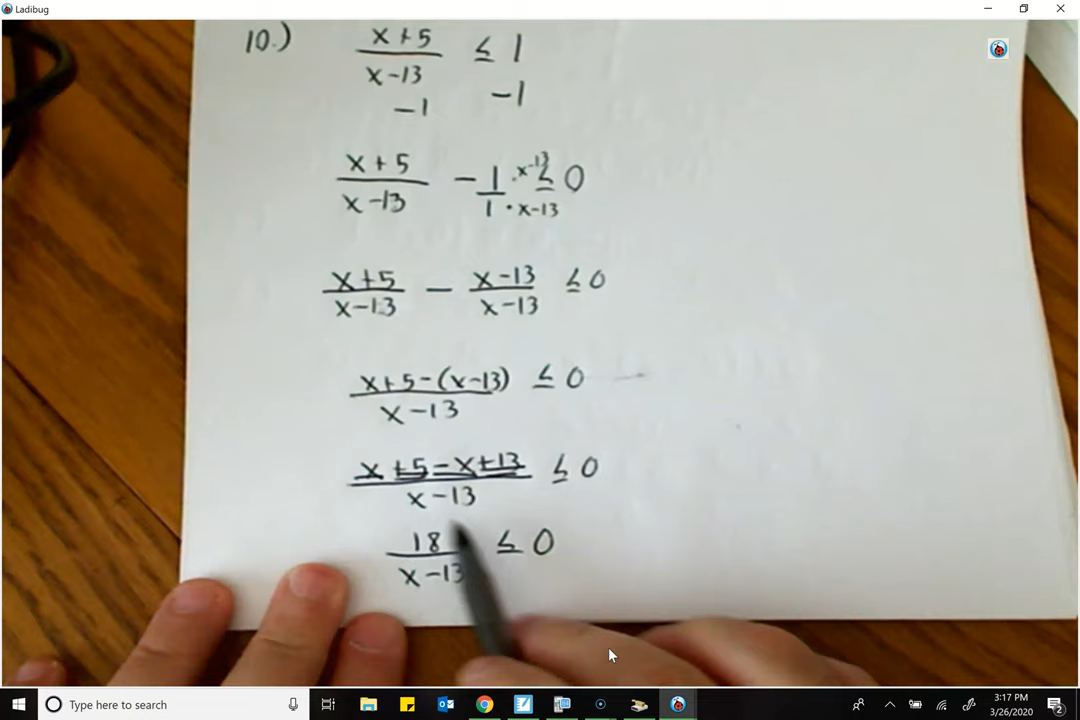 Ladibug
10.) x+5/x-13 ≤ 1
-1 -1
x+5/x-13 - 1/1 · x-13/· x-13 ≤ 0
x+5/x-13 - x-13/x-13 ≤ 0
x+5-(x-13)/x-13 ≤ 0
x+5-x+13/x-13 ≤ 0
18/x-13 ≤ 0
Type here to search
3:17 PM
3/26/2020
2